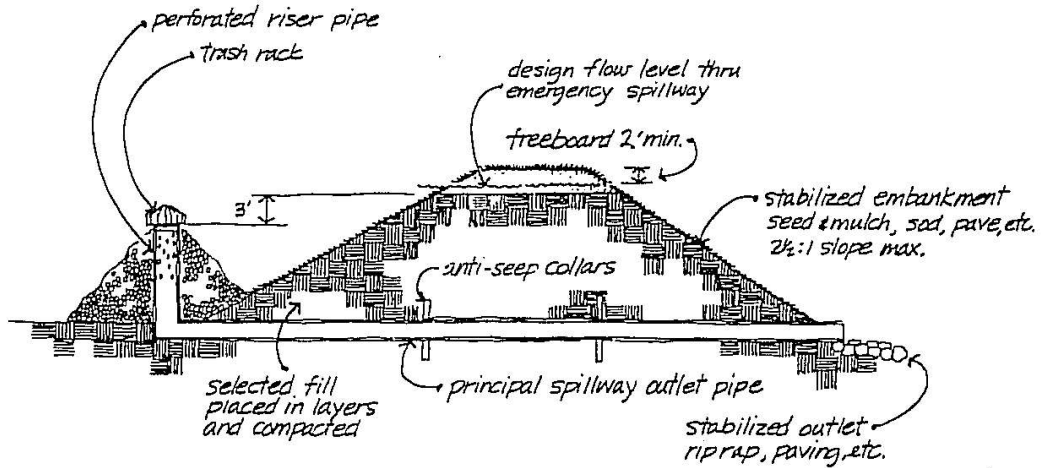 perforated riser pipe
trash rack
design flow level thru
emergency spillway
freeboard 2' min.
3'
stabilized embankment
seed & mulch, sod, pave, etc.
2½:1 slope max.
anti-seep collars
selected fill
placed in layers
and compacted
principal spillway outlet pipe
stabilized outlet
rip rap, paving, etc.